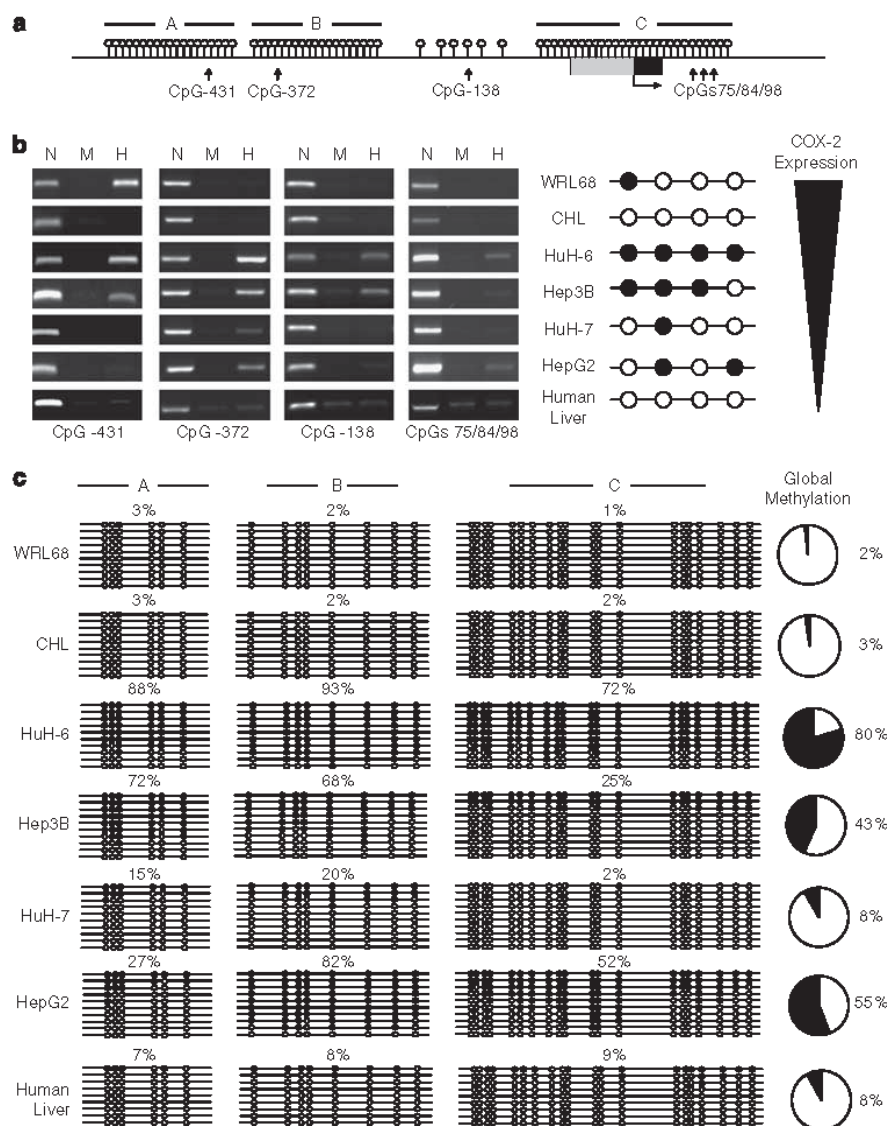 a
A B C
CpG-431 CpG-372 CpG-138 CpGs75/84/98
b
N M H N M H N M H N M H
COX-2
Expression
WRL68
CHL
HuH-6
Hep3B
HuH-7
HepG2
Human
Liver
CpG -431 CpG -372 CpG -138 CpGs 75/84/98
c
A B C
Global
Methylation
3% 2% 1%
WRL68 2%
3% 2% 2%
CHL 3%
88% 93% 72%
HuH-6 80%
72% 68% 25%
Hep3B 43%
15% 20% 2%
HuH-7 8%
27% 82% 52%
HepG2 55%
7% 8% 9%
Human
Liver 8%